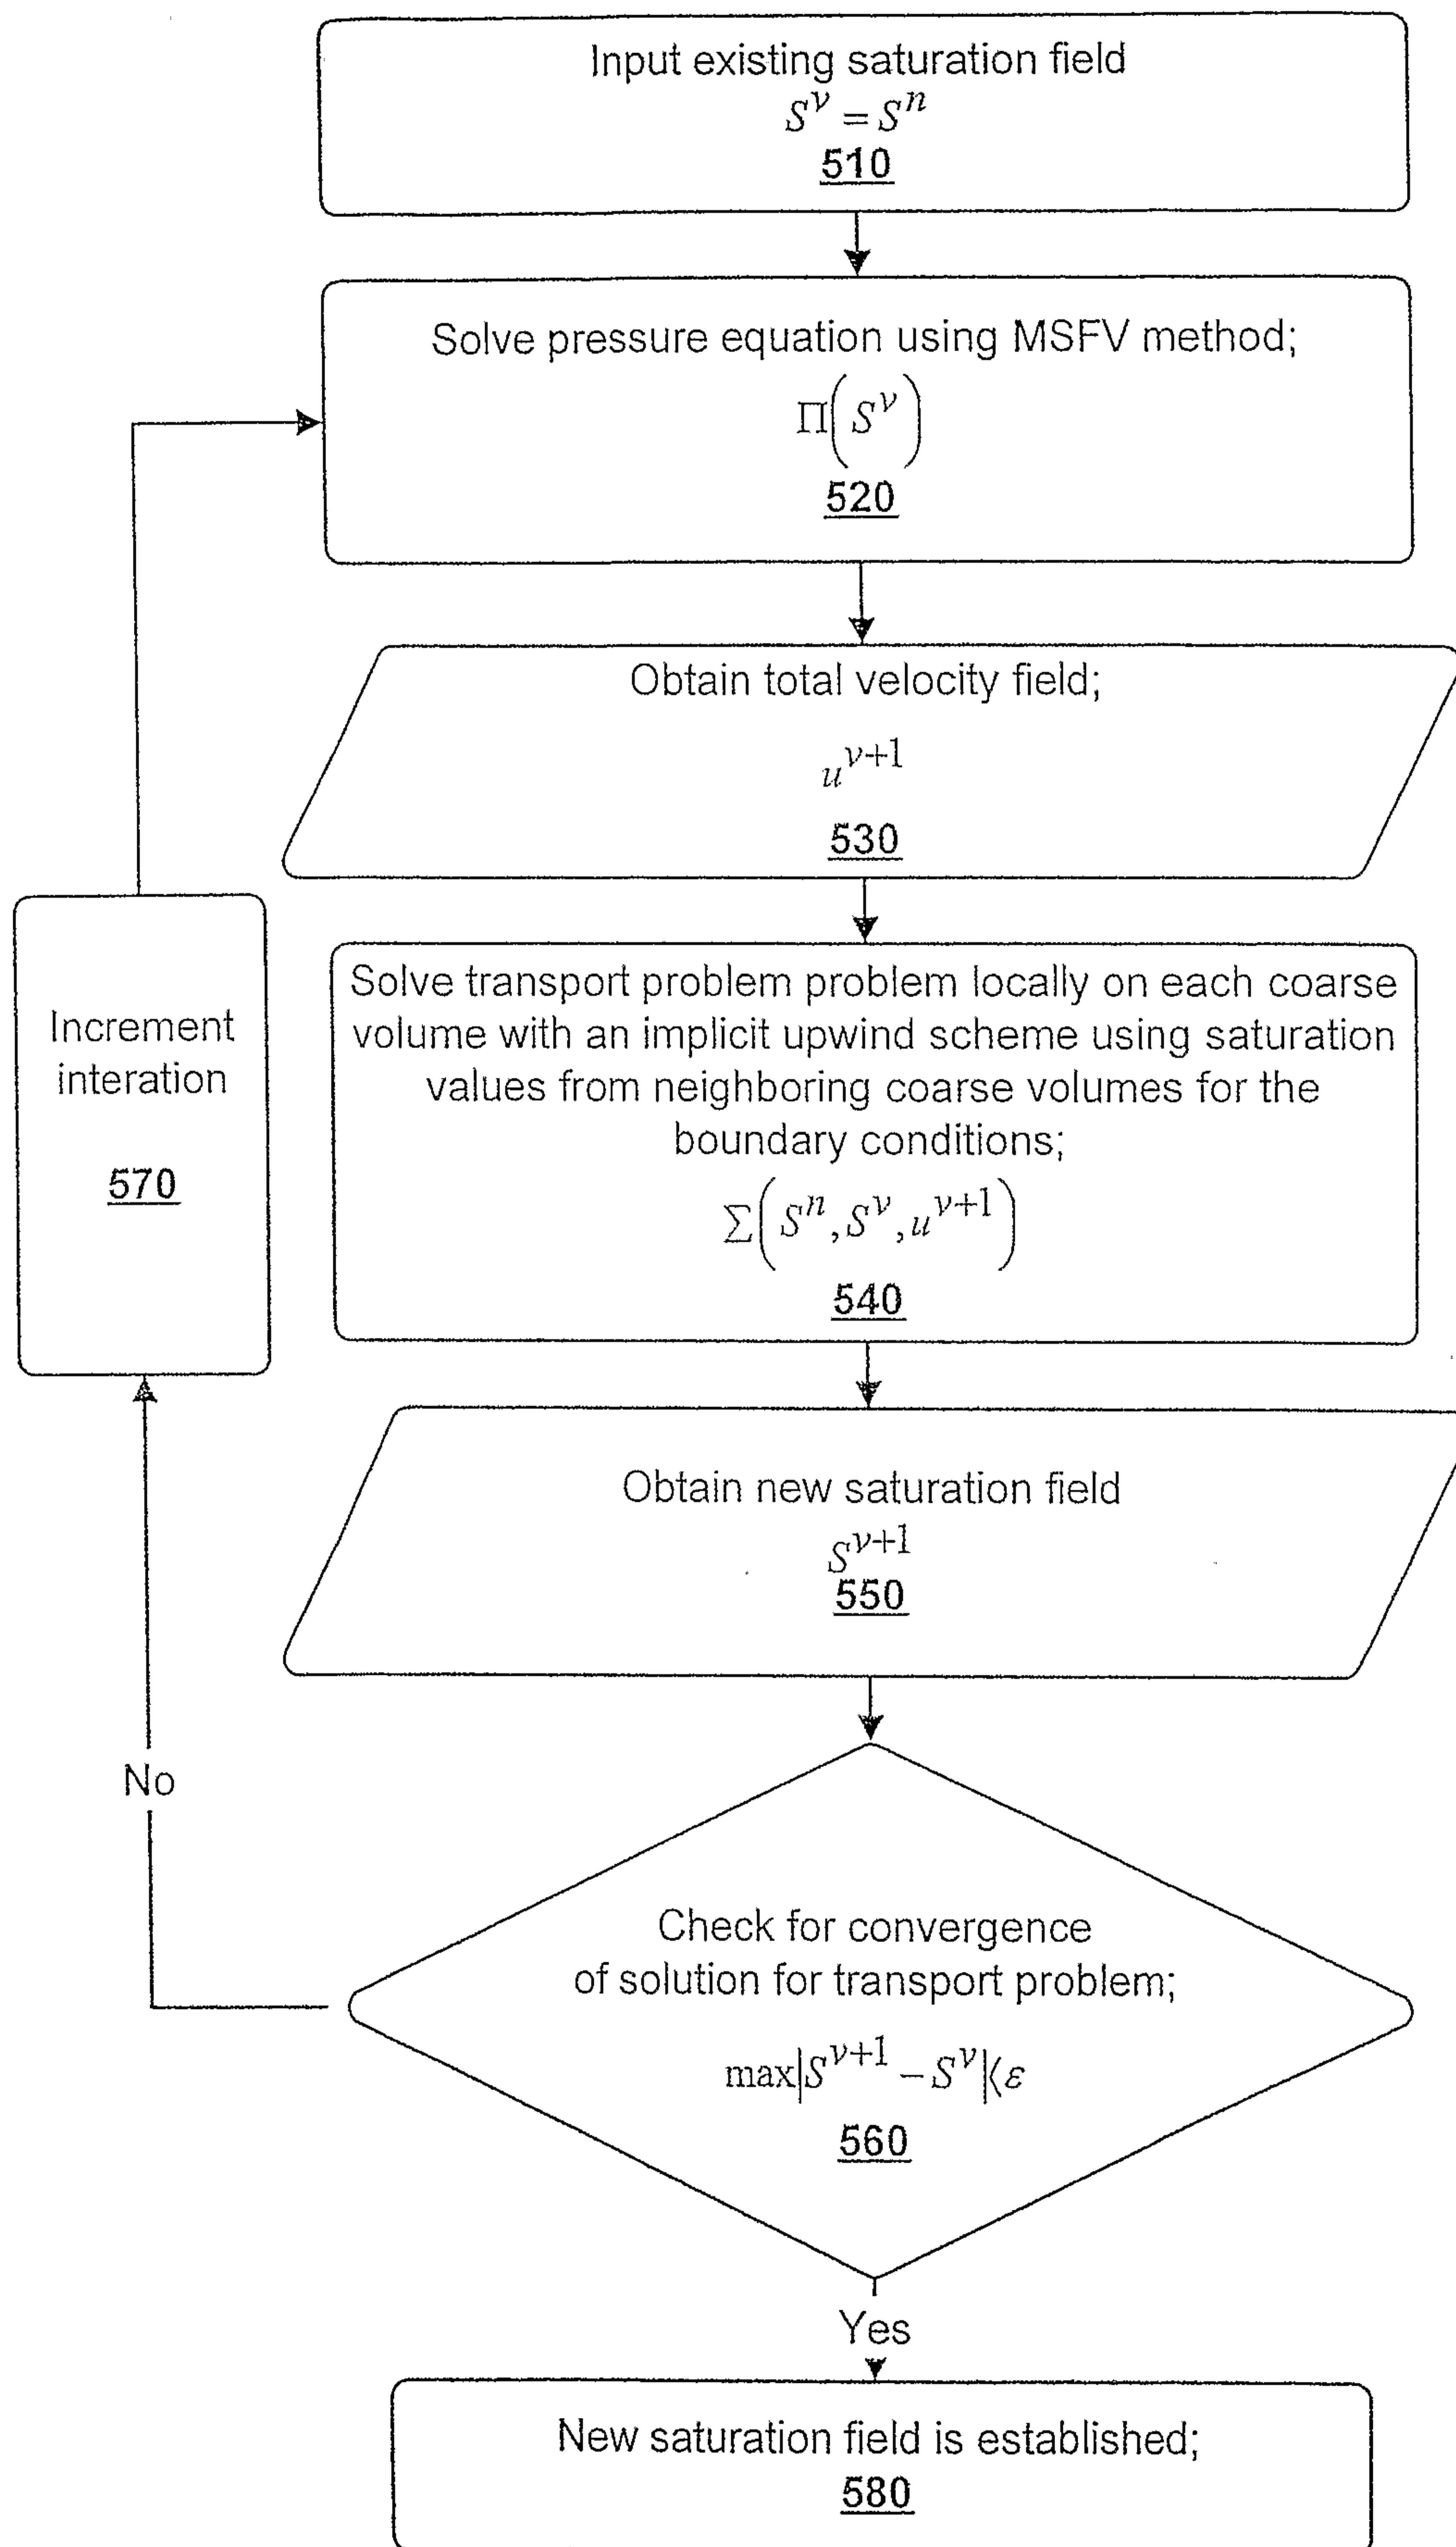 Input existing saturation field
S^ν = S^n
510
Solve pressure equation using MSFV method;
Π(S^ν)
520
Obtain total velocity field;
u^ν+1
530
Solve transport problem problem locally on each coarse
volume with an implicit upwind scheme using saturation
values from neighboring coarse volumes for the
boundary conditions;
Σ(S^n, S^ν, u^ν+1)
540
Increment
interation
570
Obtain new saturation field
S^ν+1
550
No
Check for convergence
of solution for transport problem;
max|S^ν+1 – S^ν|⟨ε
560
Yes
New saturation field is established;
580